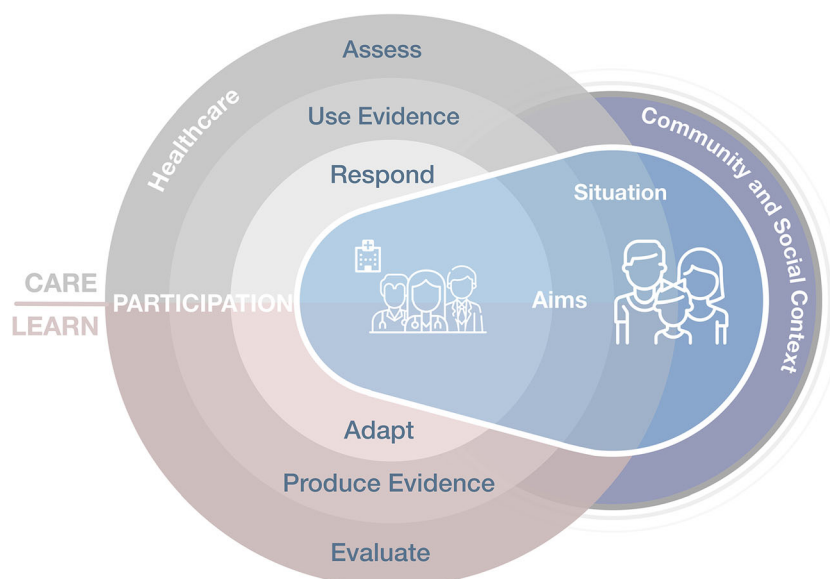 Assess
Healthcare
Use Evidence
Respond
Community and Social Context
Situation
CARE
PARTICIPATION
Aims
LEARN
Adapt
Produce Evidence
Evaluate